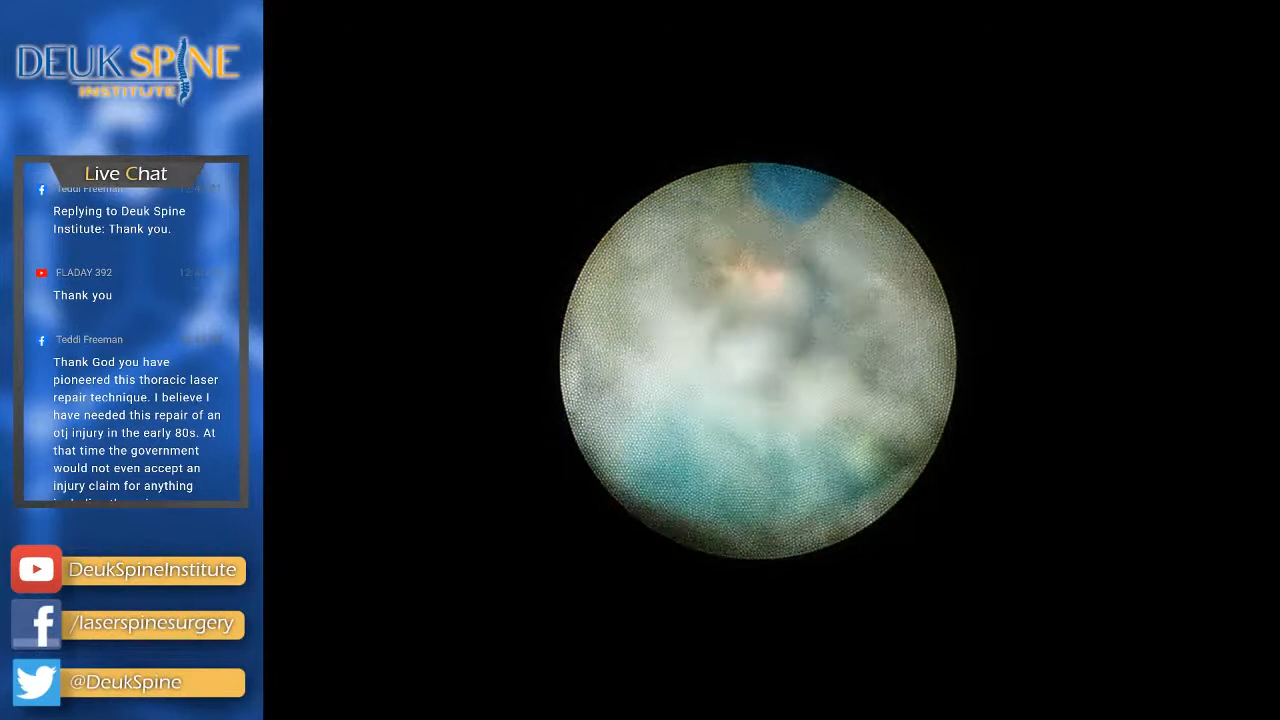 DEUK SPINE
INSTITUTE
Live Chat
Teddi Freeman
Replying to Deuk Spine
Institute: Thank you.
FLADAY 392
Thank you
Teddi Freeman
Thank God you have
pioneered this thoracic laser
repair technique. I believe I
have needed this repair of an
otj injury in the early 80s. At
that time the government
would not even accept an
injury claim for anything
DeukSpineInstitute
/laserspinesurgery
@DeukSpine